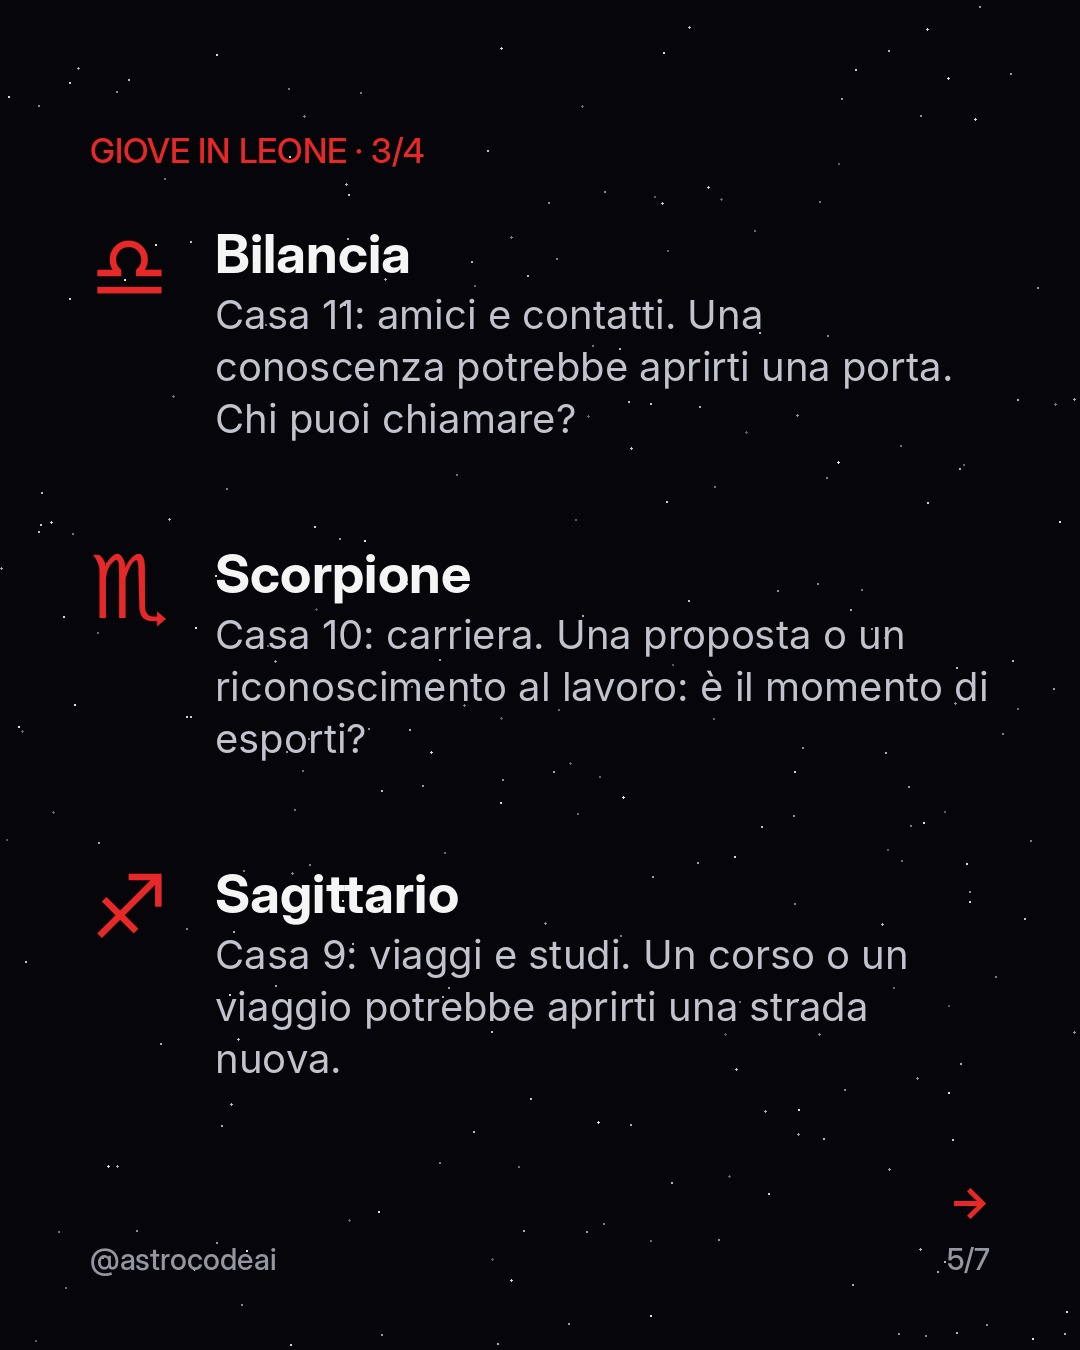 GIOVE IN LEONE · 3/4
Bilancia
Casa 11: amici e contatti. Una
conoscenza potrebbe aprirti una porta.
Chi puoi chiamare?
Scorpione
Casa 10: carriera. Una proposta o un
riconoscimento al lavoro: è il momento di
esporti?
Sagittario
Casa 9: viaggi e studi. Un corso o un
viaggio potrebbe aprirti una strada
nuova.
→
@astrocodeai
5/7